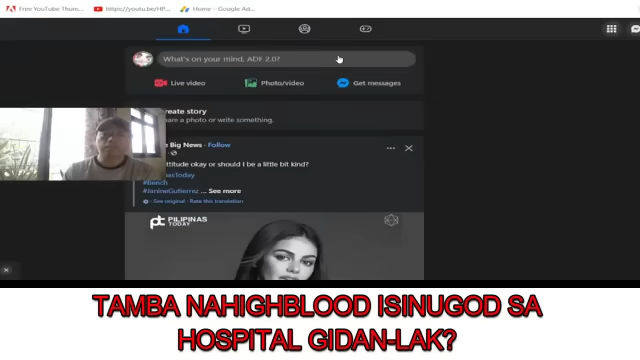 Free YouTube Thum...
https://youtu.be/HF...
Home – Google Ad...
What's on your mind, ADF 2.0?
Live video
Photo/video
Get messages
reate story
are a photo or write something.
Big News · Follow
ttitude okay or should I be a little bit kind?
#Bench
#JanineGutierrez ... See more
· See original · Rate this translation
pt PILIPINAS
TODAY
TAMBA NAHIGHBLOOD ISINUGOD SA
HOSPITAL GIDAN-LAK?